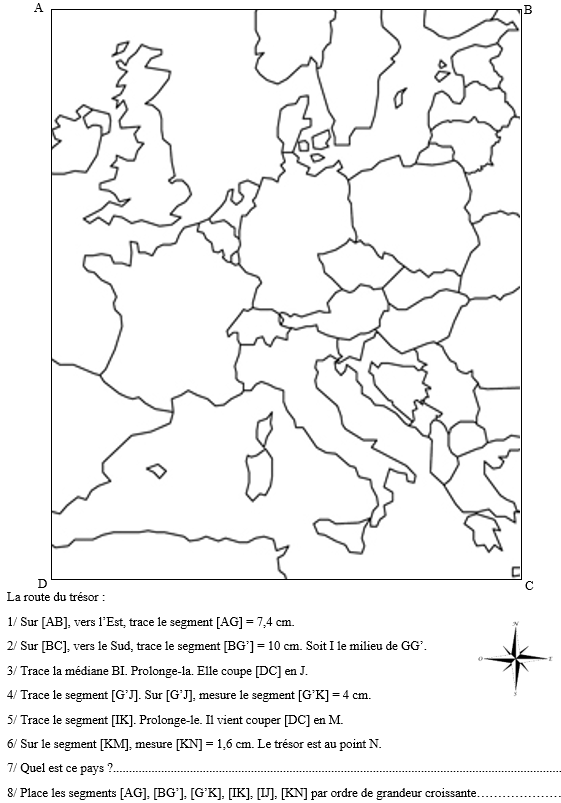 A
B
D
C
La route du trésor :
1/ Sur [AB], vers l'Est, trace le segment [AG] = 7,4 cm.
2/ Sur [BC], vers le Sud, trace le segment [BG'] = 10 cm. Soit I le milieu de GG'.
3/ Trace la médiane BI. Prolonge-la. Elle coupe [DC] en J.
4/ Trace le segment [G'J]. Sur [G'J], mesure le segment [G'K] = 4 cm.
5/ Trace le segment [IK]. Prolonge-le. Il vient couper [DC] en M.
6/ Sur le segment [KM], mesure [KN] = 1,6 cm. Le trésor est au point N.
7/ Quel est ce pays ?
8/ Place les segments [AG], [BG'], [G'K], [IK], [IJ], [KN] par ordre de grandeur croissante
N
O
E
S